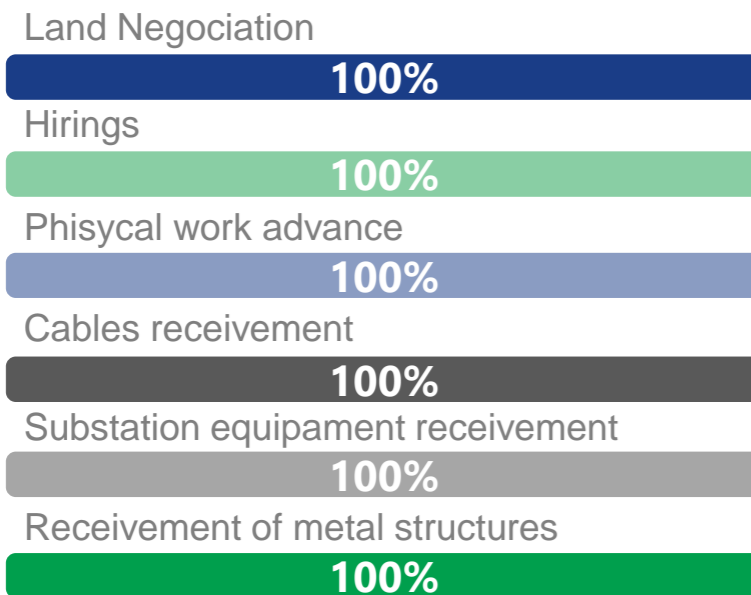 Land Negociation
100%
Hirings
100%
Phisycal work advance
100%
Cables receivement
100%
Substation equipament receivement
100%
Receivement of metal structures
100%